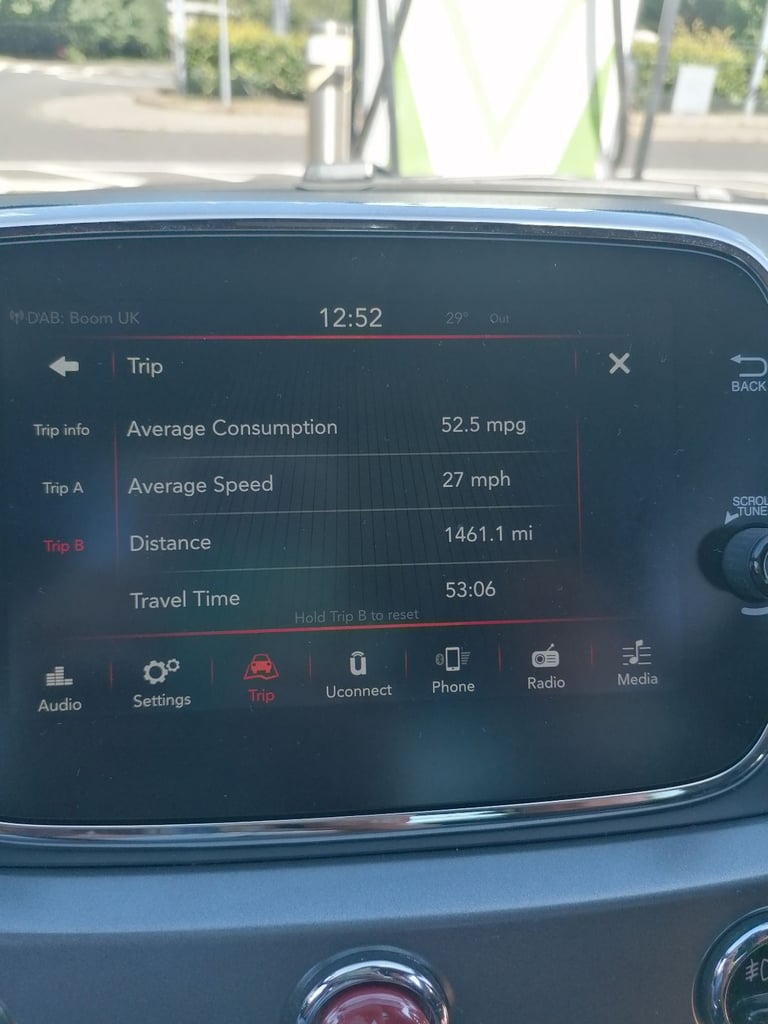 DAB: Boom UK 12:52 29° Out
Trip
BACK
Trip info Average Consumption 52.5 mpg
Trip A Average Speed 27 mph
SCROLL
TUNE
Trip B Distance 1461.1 mi
Travel Time 53:06
Hold Trip B to reset
Audio Settings Trip Uconnect Phone Radio Media